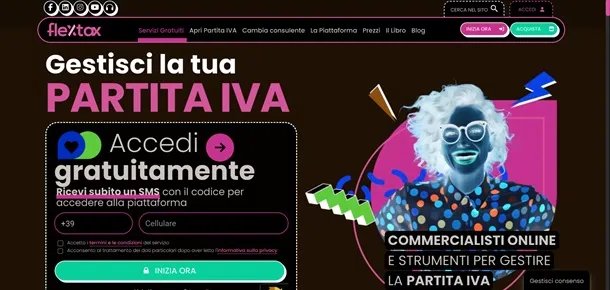 CERCA NEL SITO
ACCEDI
flextax
Servizi Gratuiti
Apri Partita IVA
Cambia consulente
La Piattaforma
Prezzi
Il Libro
Blog
INIZIA ORA
ACQUISTA
Gestisci la tua
PARTITA IVA
Accedi
gratuitamente
Ricevi subito un SMS con il codice per
accedere alla piattaforma
+39
Cellulare
Accetto i termini e le condizioni del servizio
Acconsento al trattamento dei dati particolari dopo aver letto l'informativa sulla privacy
INIZIA ORA
COMMERCIALISTI ONLINE
E STRUMENTI PER GESTIRE
LA PARTITA IVA
Gestisci consenso